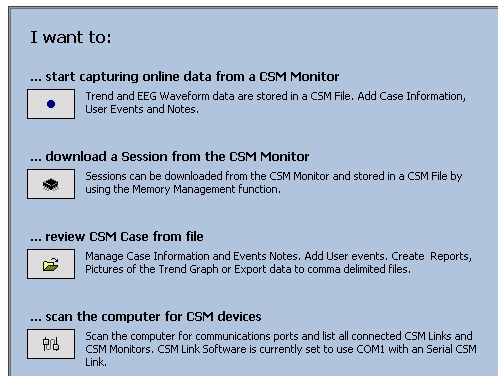 I want to:
... start capturing online data from a CSM Monitor
Trend and EEG Waveform data are stored in a CSM File. Add Case Information,
User Events and Notes.
... download a Session from the CSM Monitor
Sessions can be downloaded from the CSM Monitor and stored in a CSM File by
using the Memory Management function.
... review CSM Case from file
Manage Case Information and Events Notes. Add User events. Create Reports,
Pictures of the Trend Graph or Export data to comma delimited files.
... scan the computer for CSM devices
Scan the computer for communications ports and list all connected CSM Links and
CSM Monitors. CSM Link Software is currently set to use COM1 with an Serial CSM
Link.